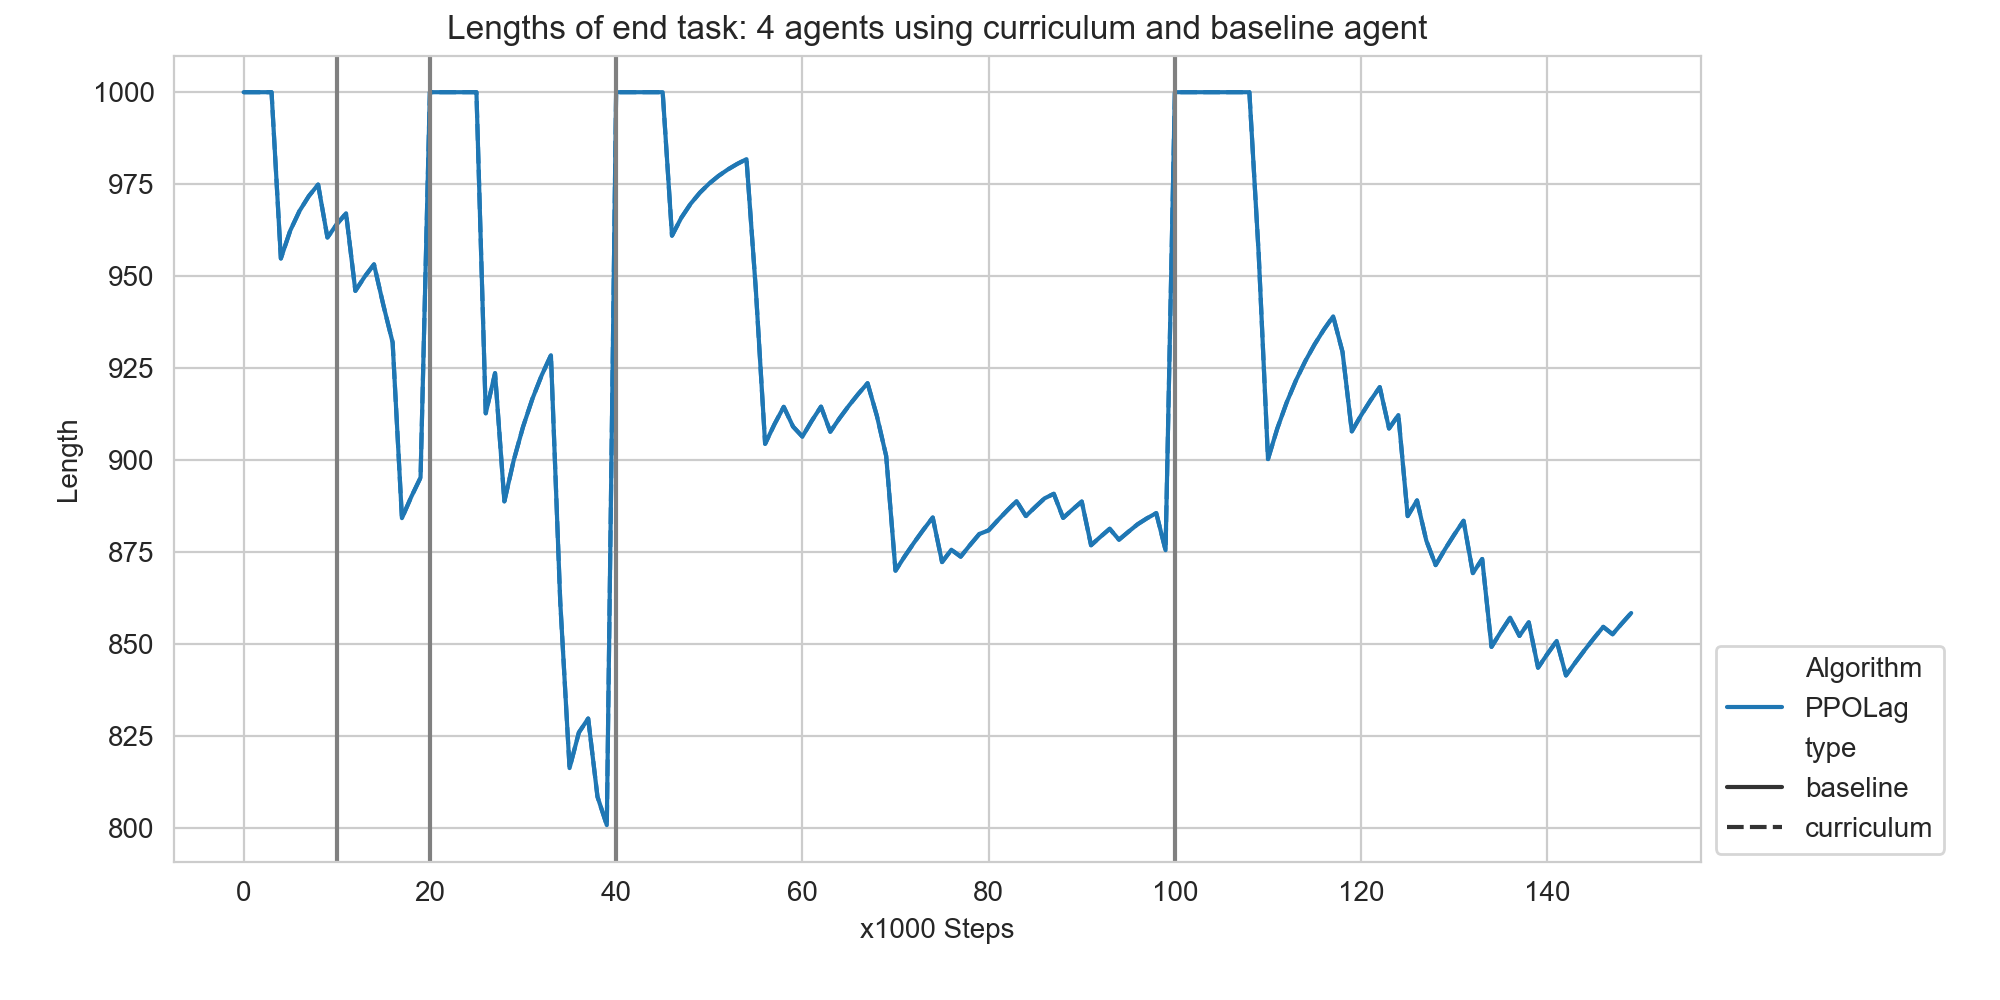 Lengths of end task: 4 agents using curriculum and baseline agent
1000
975
950
925
900
875
850
825
800
Length
0 20 40 60 80 100 120 140
x1000 Steps
Algorithm
PPOLag
type
baseline
curriculum